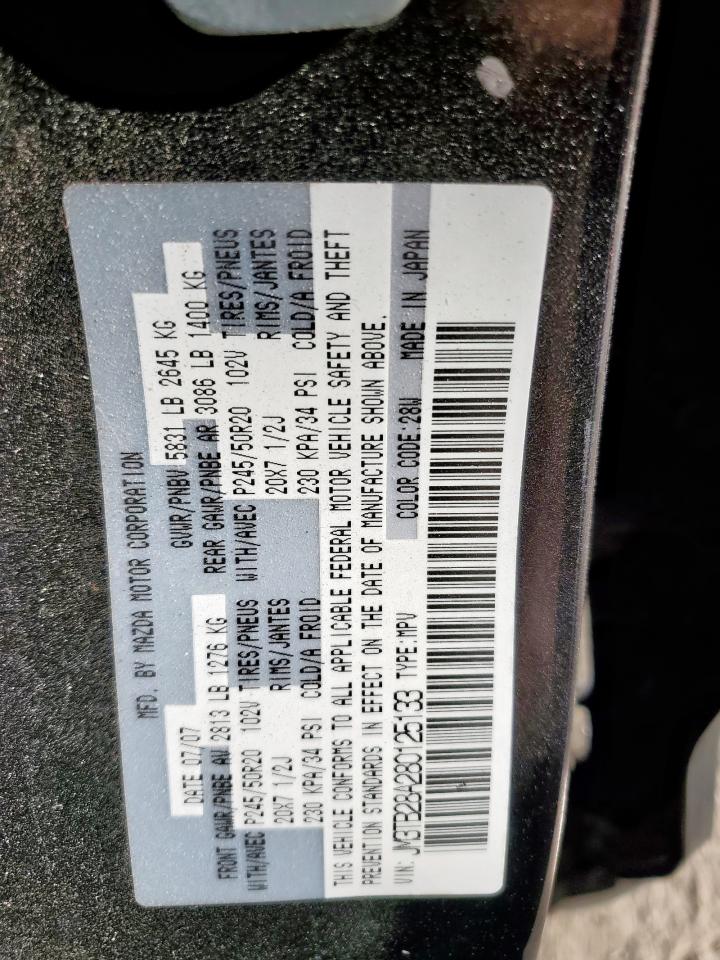 MFD. BY MAZDA MOTOR CORPORATION
DATE 07/07 GVWR/PNBV 5831 LB 2645 KG
FRONT GAWR/PNBE AV 2813 LB 1276 KG REAR GAWR/PNBE AR 3086 LB 1400 KG
WITH/AVEC P245/50R20 102V TIRES/PNEUS WITH/AVEC P245/50R20 102V TIRES/PNEUS
20X7 1/2J RIMS/JANTES 20X7 1/2J RIMS/JANTES
230 KPA/34 PSI COLD/A FROID 230 KPA/34 PSI COLD/A FROID
THIS VEHICLE CONFORMS TO ALL APPLICABLE FEDERAL MOTOR VEHICLE SAFETY AND THEFT
PREVENTION STANDARDS IN EFFECT ON THE DATE OF MANUFACTURE SHOWN ABOVE.
VIN: JM3TB28A280125133 TYPE:MPV COLOR CODE:28W MADE IN JAPAN